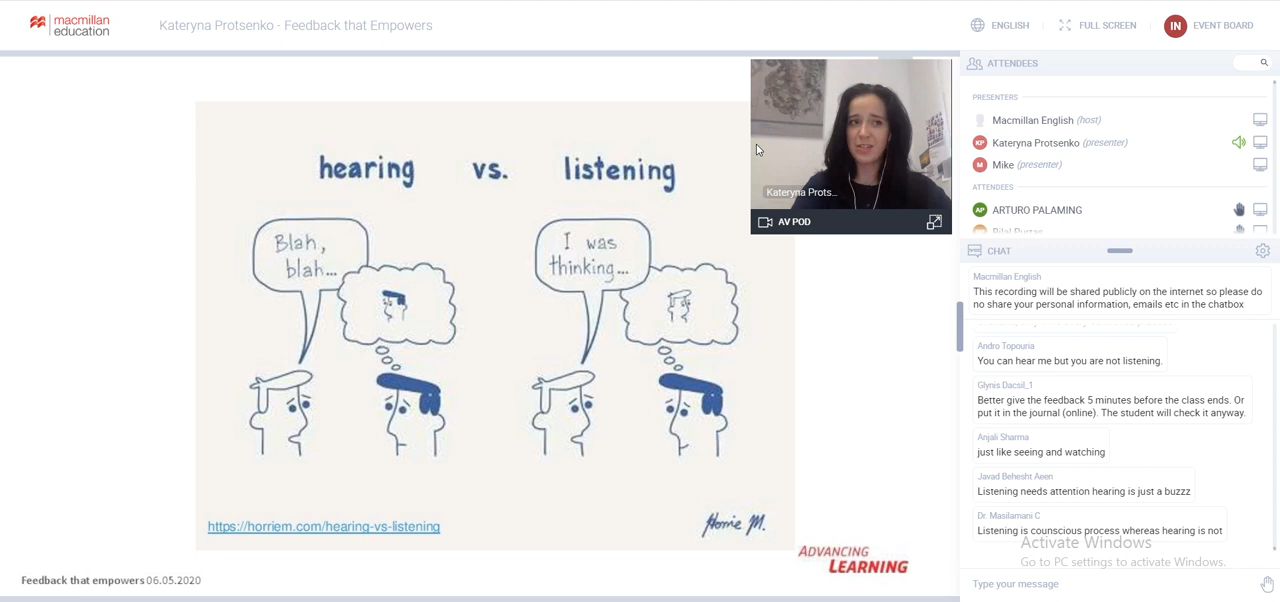 macmillan
education
Kateryna Protsenko - Feedback that Empowers
ENGLISH
FULL SCREEN
IN
EVENT BOARD
hearing vs. listening
Blah,
blah...
I was
thinking...
https://horriem.com/hearing-vs-listening
Horrie M.
ADVANCING
LEARNING
Feedback that empowers 06.05.2020
Kateryna Prots...
AV POD
ATTENDEES
PRESENTERS
Macmillan English (host)
KP Kateryna Protsenko (presenter)
M Mike (presenter)
ATTENDEES
AP ARTURO PALAMING
CHAT
Macmillan English
This recording will be shared publicly on the internet so please do
no share your personal information, emails etc in the chatbox
Andro Topouria
You can hear me but you are not listening.
Glynis Dacsil_1
Better give the feedback 5 minutes before the class ends. Or
put it in the journal (online). The student will check it anyway.
Anjali Sharma
just like seeing and watching
Javad Behesht Aeen
Listening needs attention hearing is just a buzzz
Dr. Masilamani C
Listening is counscious process whereas hearing is not
Activate Windows
Go to PC settings to activate Windows.
Type your message